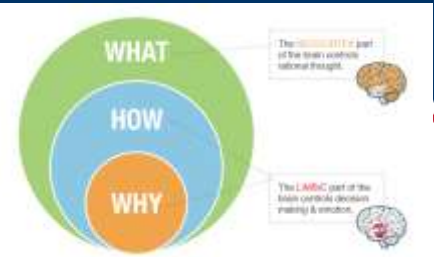 WHAT
HOW
WHY
The NEOCORTEX part
of the brain controls
rational thought.
The LIMBIC part of the
brain controls decision
making & emotion.